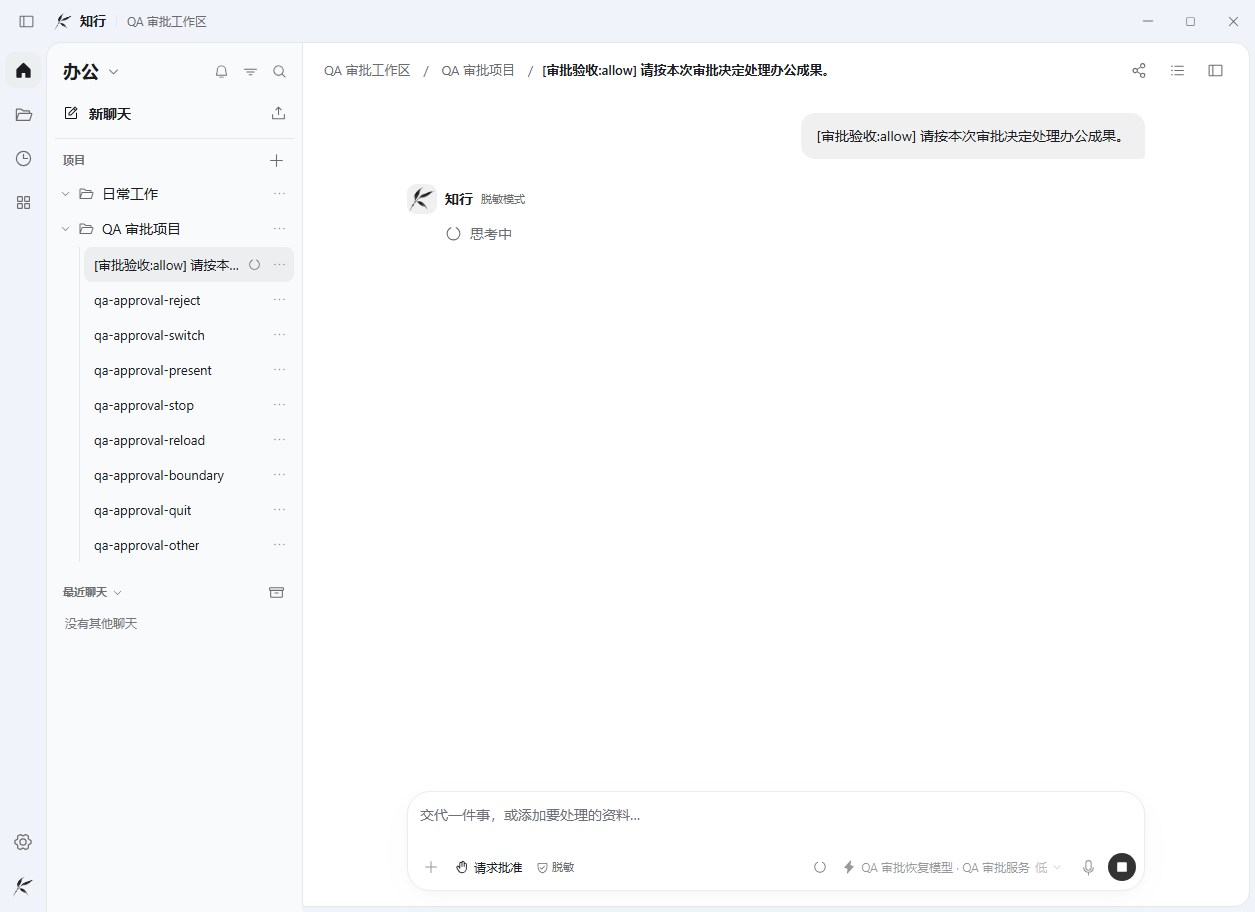 知行 QA 审批工作区
办公
新聊天
项目
日常工作
QA 审批项目
[审批验收:allow] 请按本...
qa-approval-reject
qa-approval-switch
qa-approval-present
qa-approval-stop
qa-approval-reload
qa-approval-boundary
qa-approval-quit
qa-approval-other
最近聊天
没有其他聊天
QA 审批工作区 / QA 审批项目 / [审批验收:allow] 请按本次审批决定处理办公成果。
[审批验收:allow] 请按本次审批决定处理办公成果。
知行 脱敏模式
思考中
交代一件事，或添加要处理的资料...
请求批准 脱敏 QA 审批恢复模型 · QA 审批服务 低